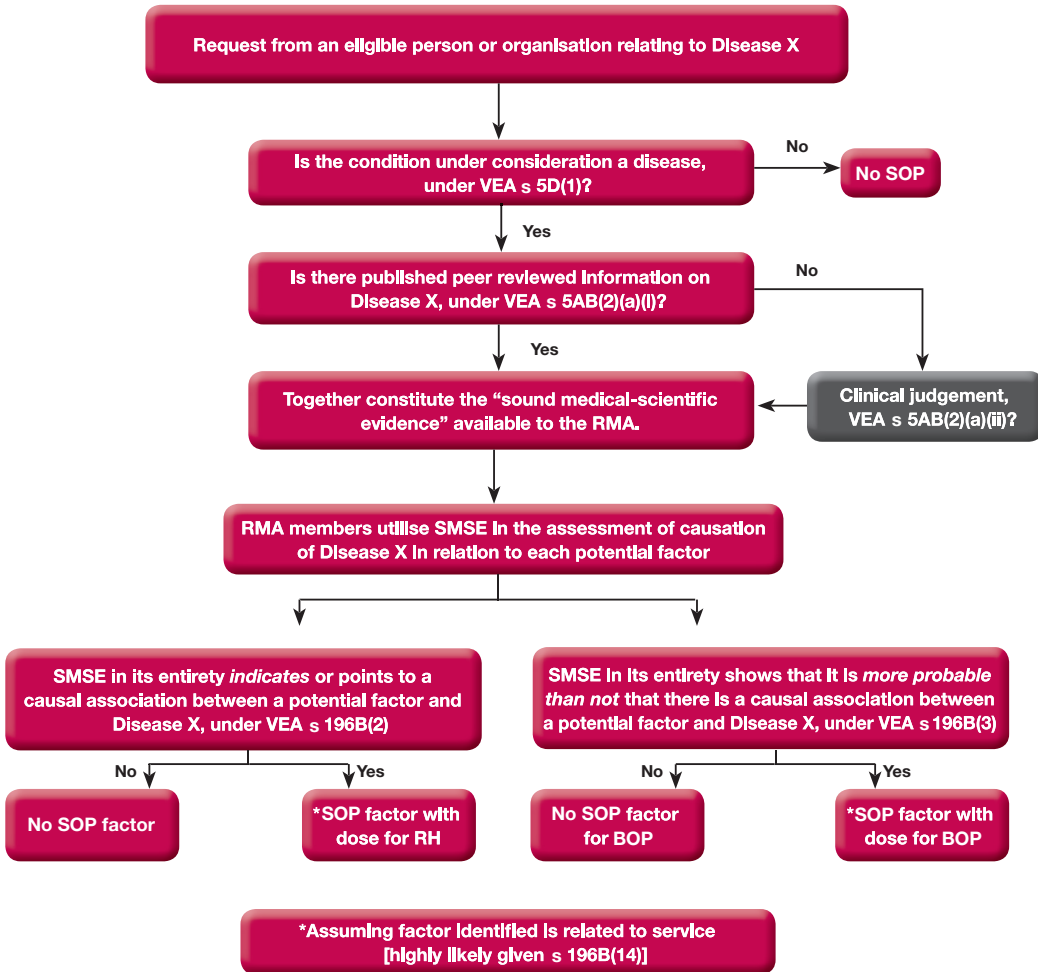 Request from an eligible person or organisation relating to Disease X
Is the condition under consideration a disease,
under VEA s 5D(1)?
No
No SOP
Yes
Is there published peer reviewed information on
Disease X, under VEA s 5AB(2)(a)(i)?
No
Yes
Together constitute the “sound medical-scientific
evidence” available to the RMA.
Clinical judgement,
VEA s 5AB(2)(a)(ii)?
RMA members utilise SMSE in the assessment of causation
of Disease X in relation to each potential factor
SMSE in its entirety indicates or points to a
causal association between a potential factor and
Disease X, under VEA s 196B(2)
SMSE in its entirety shows that it is more probable
than not that there is a causal association between
a potential factor and Disease X, under VEA s 196B(3)
No
Yes
No
Yes
No SOP factor
*SOP factor with
dose for RH
No SOP factor
for BOP
*SOP factor with
dose for BOP
*Assuming factor identified is related to service
[highly likely given s 196B(14)]